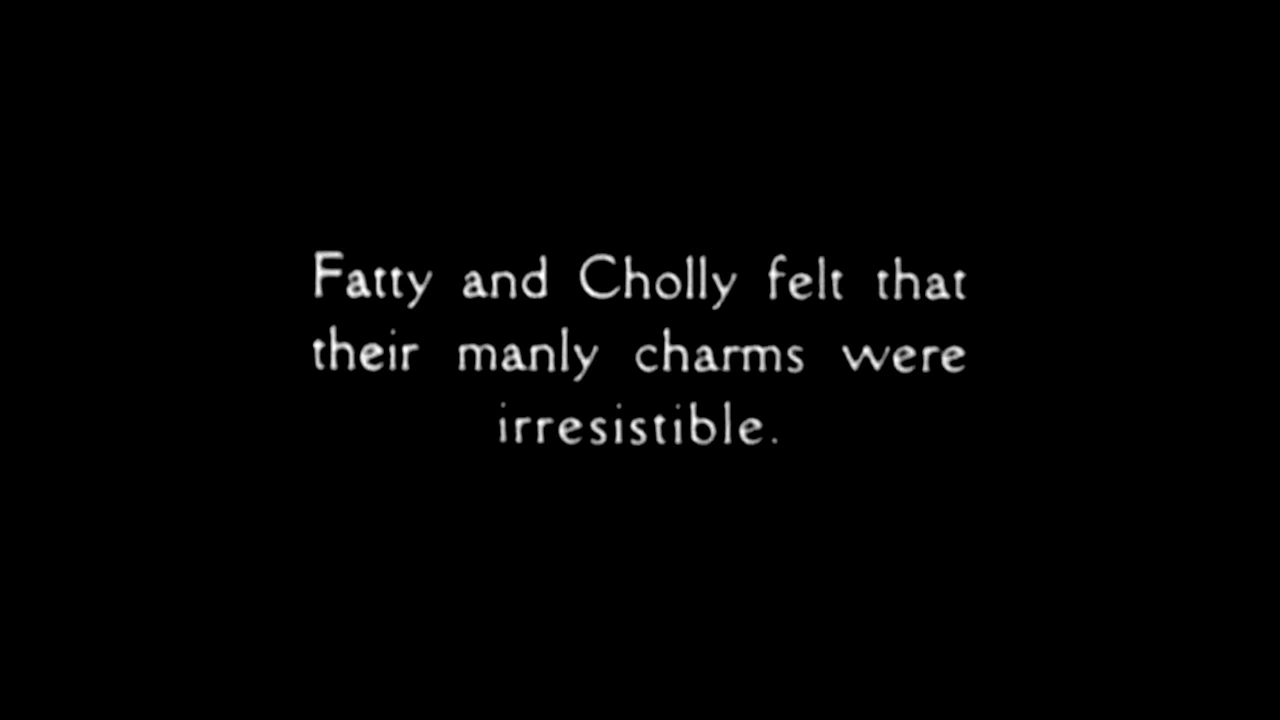 Fatty and Cholly felt that
their manly charms were
irresistible.